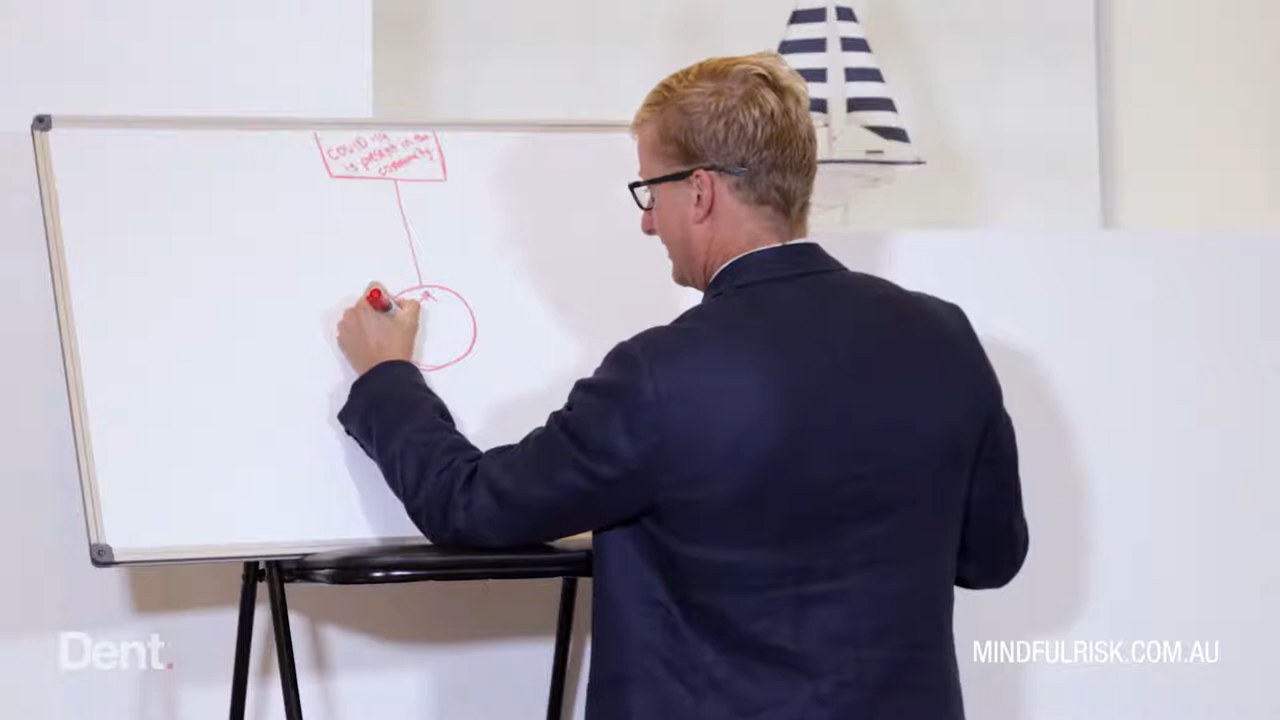 COVID-19
is present in the
community.
Dent.
MINDFULRISK.COM.AU